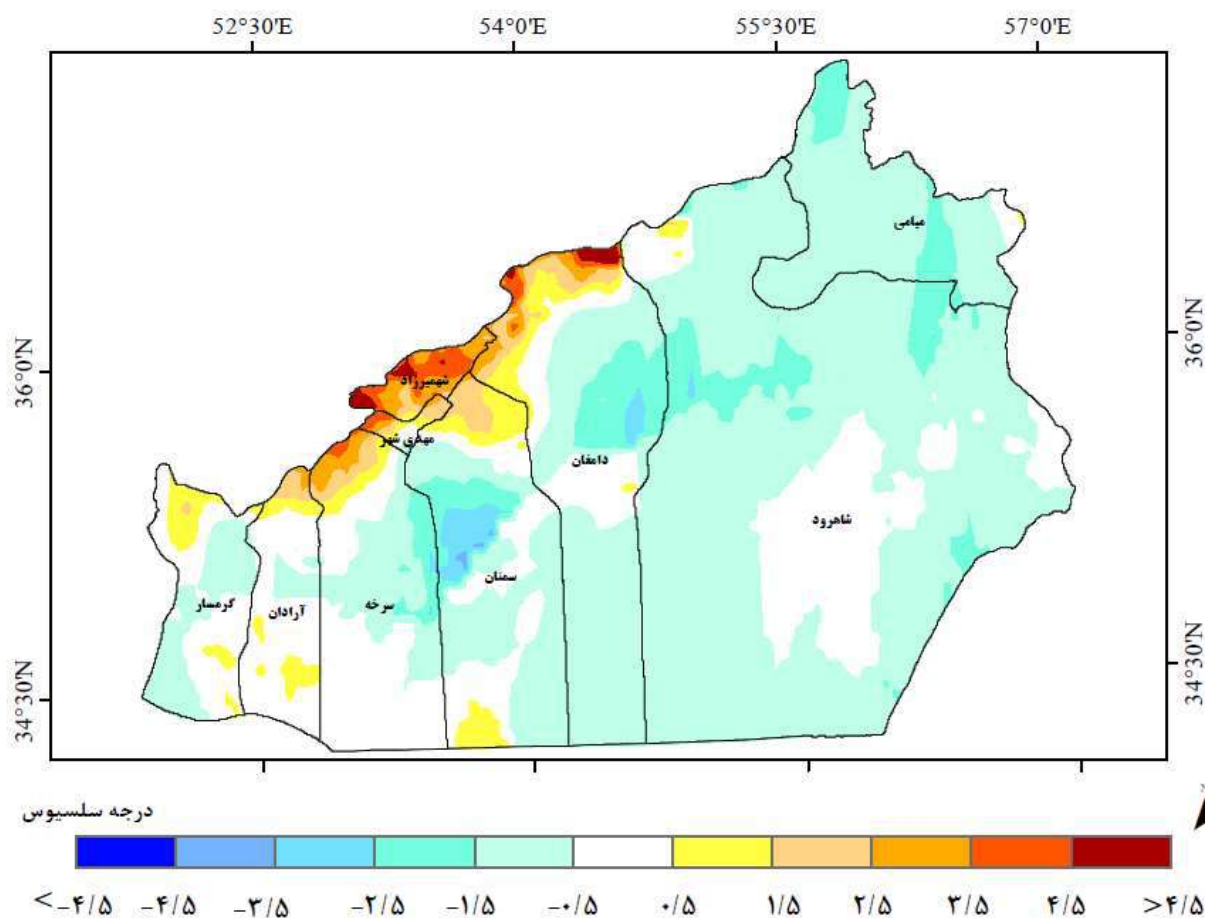 52°30'E 54°0'E 55°30'E 57°0'E
میامی
36°0'N
36°0'N
شهمیرزاد
مهدی شهر
دامغان
شاهرود
سمنان
سرخه
آرادان
گرمسار
34°30'N
34°30'N
درجه سلسیوس
<-۴/۵ -۴/۵ -۳/۵ -۲/۵ -۱/۵ -۰/۵ ۰/۵ ۱/۵ ۲/۵ ۳/۵ ۴/۵ >۴/۵